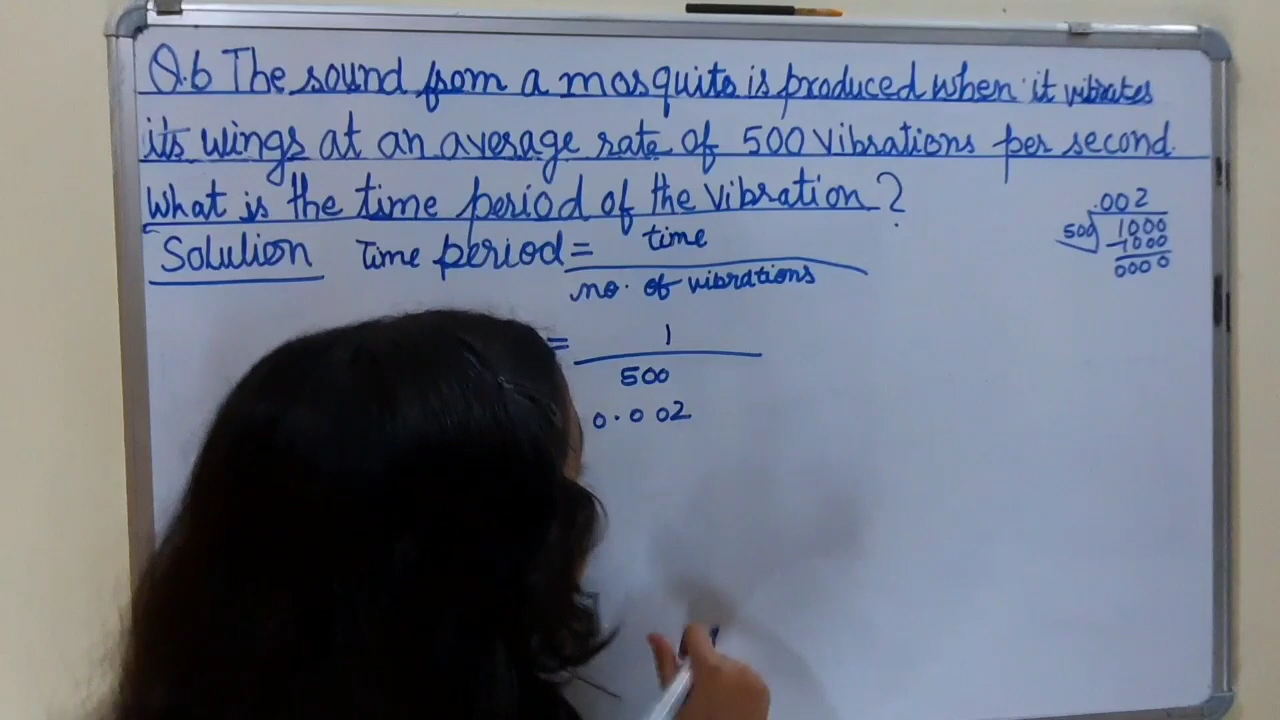 Q.6 The sound from a mosquito is produced when it vibrates
its wings at an average rate of 500 vibrations per second.
What is the time period of the vibration?
Solution Time period = time
no. of vibrations
= 1
500
0.002
.002
500 1000
-1000
0000